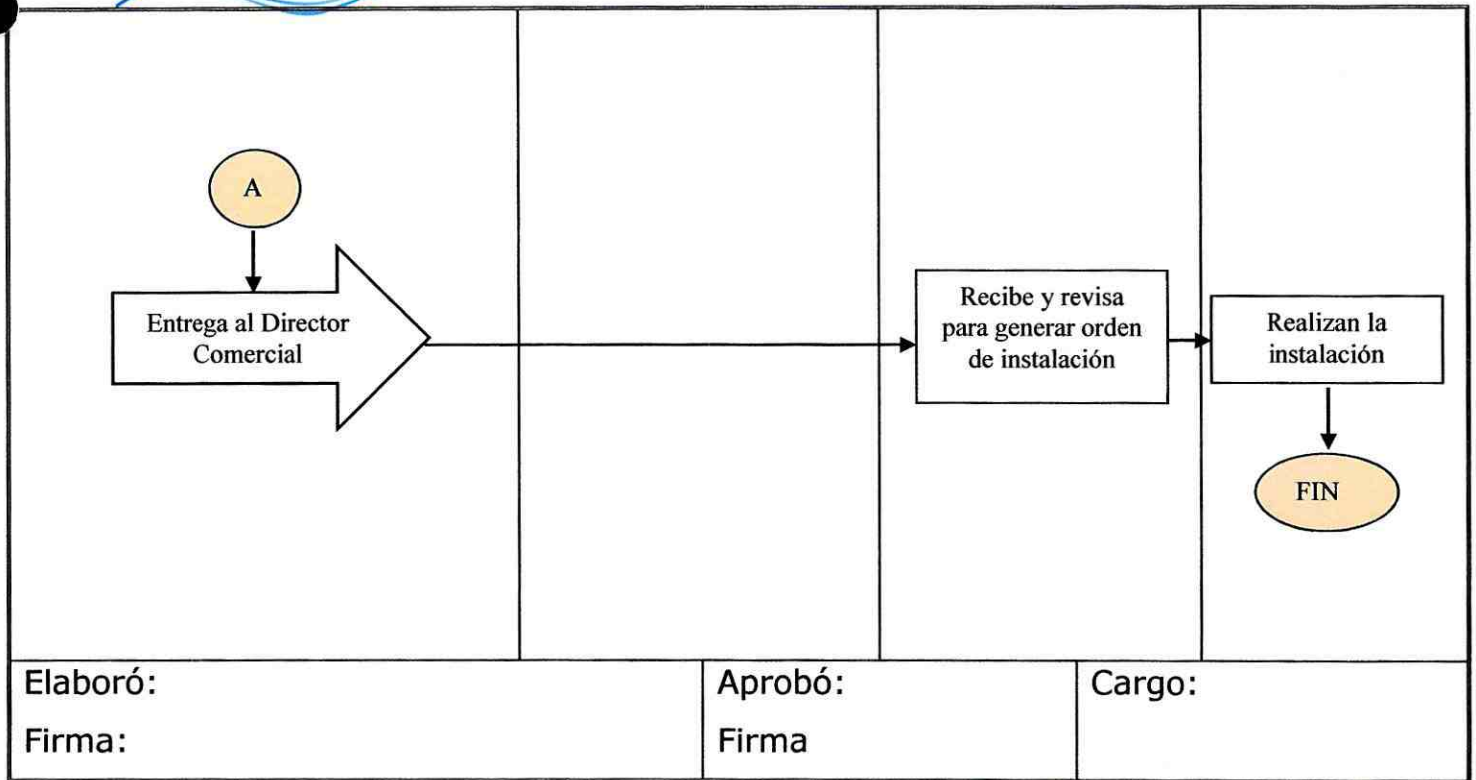 A
Entrega al Director
Comercial
Recibe y revisa
para generar orden
de instalación
Realizan la
instalación
FIN
Elaboró:
Firma:
Aprobó:
Firma
Cargo: